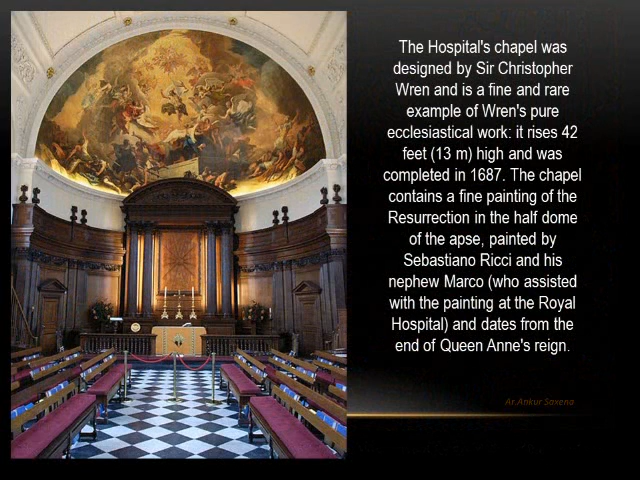 The Hospital's chapel was
designed by Sir Christopher
Wren and is a fine and rare
example of Wren's pure
ecclesiastical work: it rises 42
feet (13 m) high and was
completed in 1687. The chapel
contains a fine painting of the
Resurrection in the half dome
of the apse, painted by
Sebastiano Ricci and his
nephew Marco (who assisted
with the painting at the Royal
Hospital) and dates from the
end of Queen Anne's reign.
Ar.Ankur Saxena